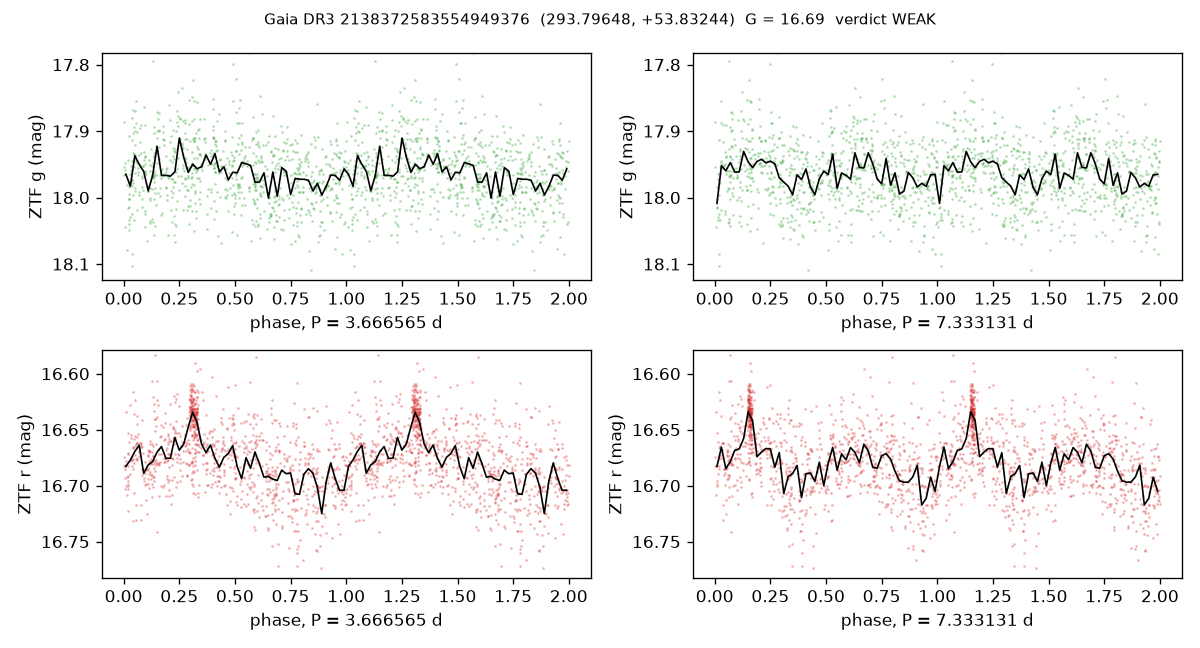 Gaia DR3 2138372583554949376 (293.79648, +53.83244) G = 16.69 verdict WEAK
17.8
17.9
18.0
18.1
ZTF g (mag)
0.00 0.25 0.50 0.75 1.00 1.25 1.50 1.75 2.00
phase, P = 3.666565 d
17.8
17.9
18.0
18.1
ZTF g (mag)
0.00 0.25 0.50 0.75 1.00 1.25 1.50 1.75 2.00
phase, P = 7.333131 d
16.60
16.65
16.70
16.75
ZTF r (mag)
0.00 0.25 0.50 0.75 1.00 1.25 1.50 1.75 2.00
phase, P = 3.666565 d
16.60
16.65
16.70
16.75
ZTF r (mag)
0.00 0.25 0.50 0.75 1.00 1.25 1.50 1.75 2.00
phase, P = 7.333131 d